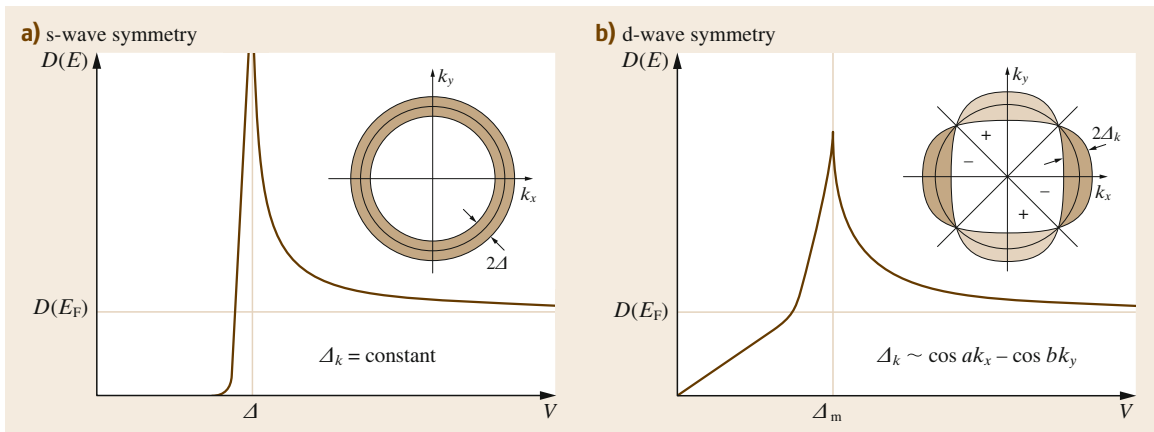 a) s-wave symmetry
D(E)
k_y
k_x
2Δ
D(E_F)
Δ_k = constant
Δ
V
b) d-wave symmetry
D(E)
k_y
+
2Δ_k
–
–
k_x
+
D(E_F)
Δ_k ~ cos ak_x – cos bk_y
Δ_m
V